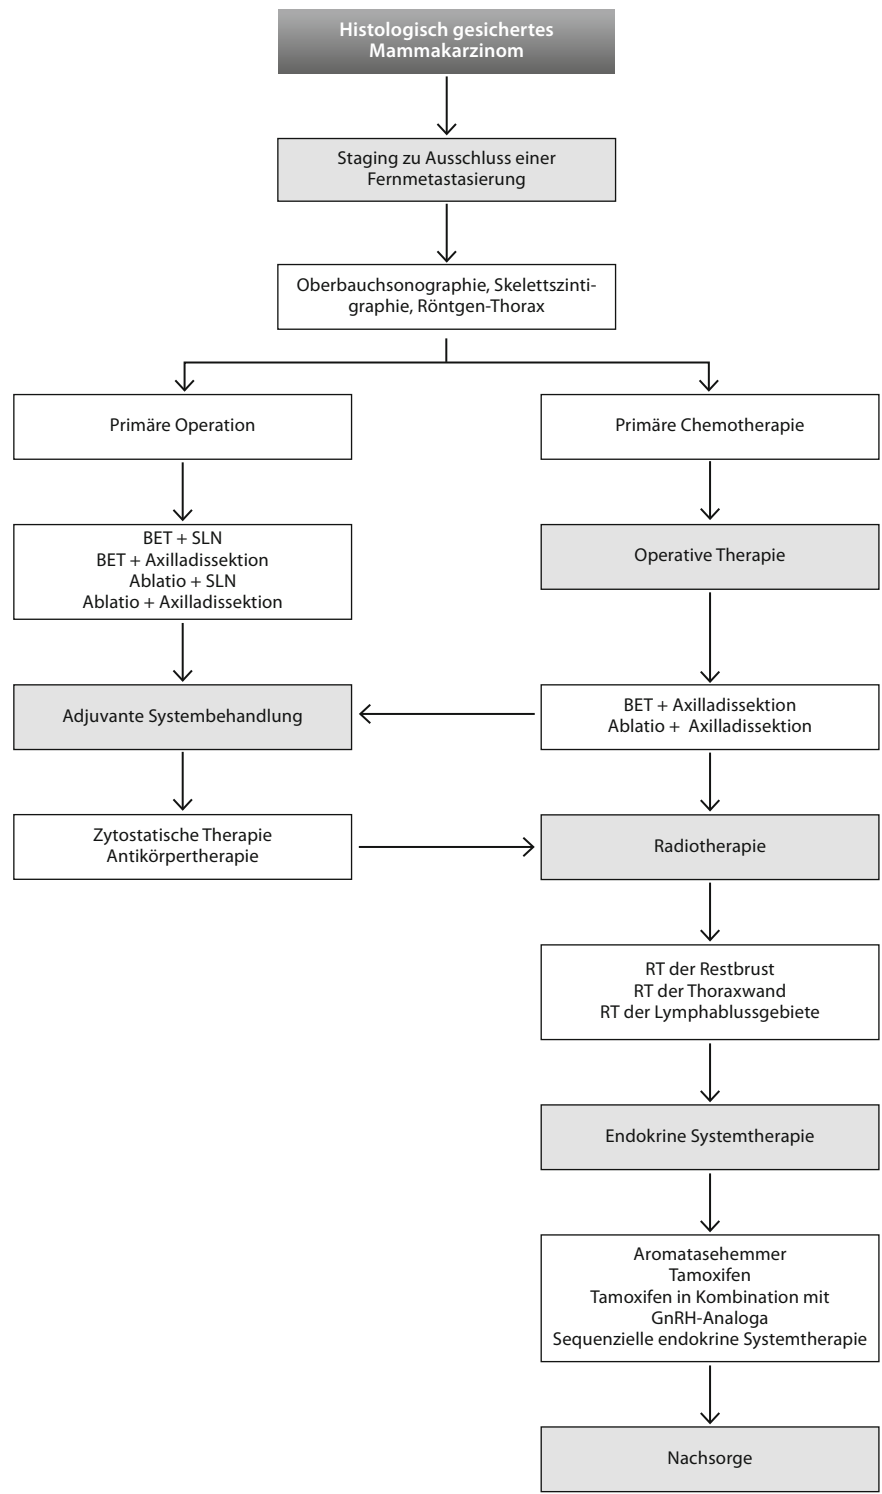 Histologisch gesichertes
Mammakarzinom
Staging zu Ausschluss einer
Fernmetastasierung
Oberbauchsonographie, Skelettszinti-
graphie, Röntgen-Thorax
Primäre Operation
Primäre Chemotherapie
BET + SLN
BET + Axilladissektion
Ablatio + SLN
Ablatio + Axilladissektion
Operative Therapie
Adjuvante Systembehandlung
BET + Axilladissektion
Ablatio + Axilladissektion
Zytostatische Therapie
Antikörpertherapie
Radiotherapie
RT der Restbrust
RT der Thoraxwand
RT der Lymphablussgebiete
Endokrine Systemtherapie
Aromatasehemmer
Tamoxifen
Tamoxifen in Kombination mit
GnRH-Analoga
Sequenzielle endokrine Systemtherapie
Nachsorge